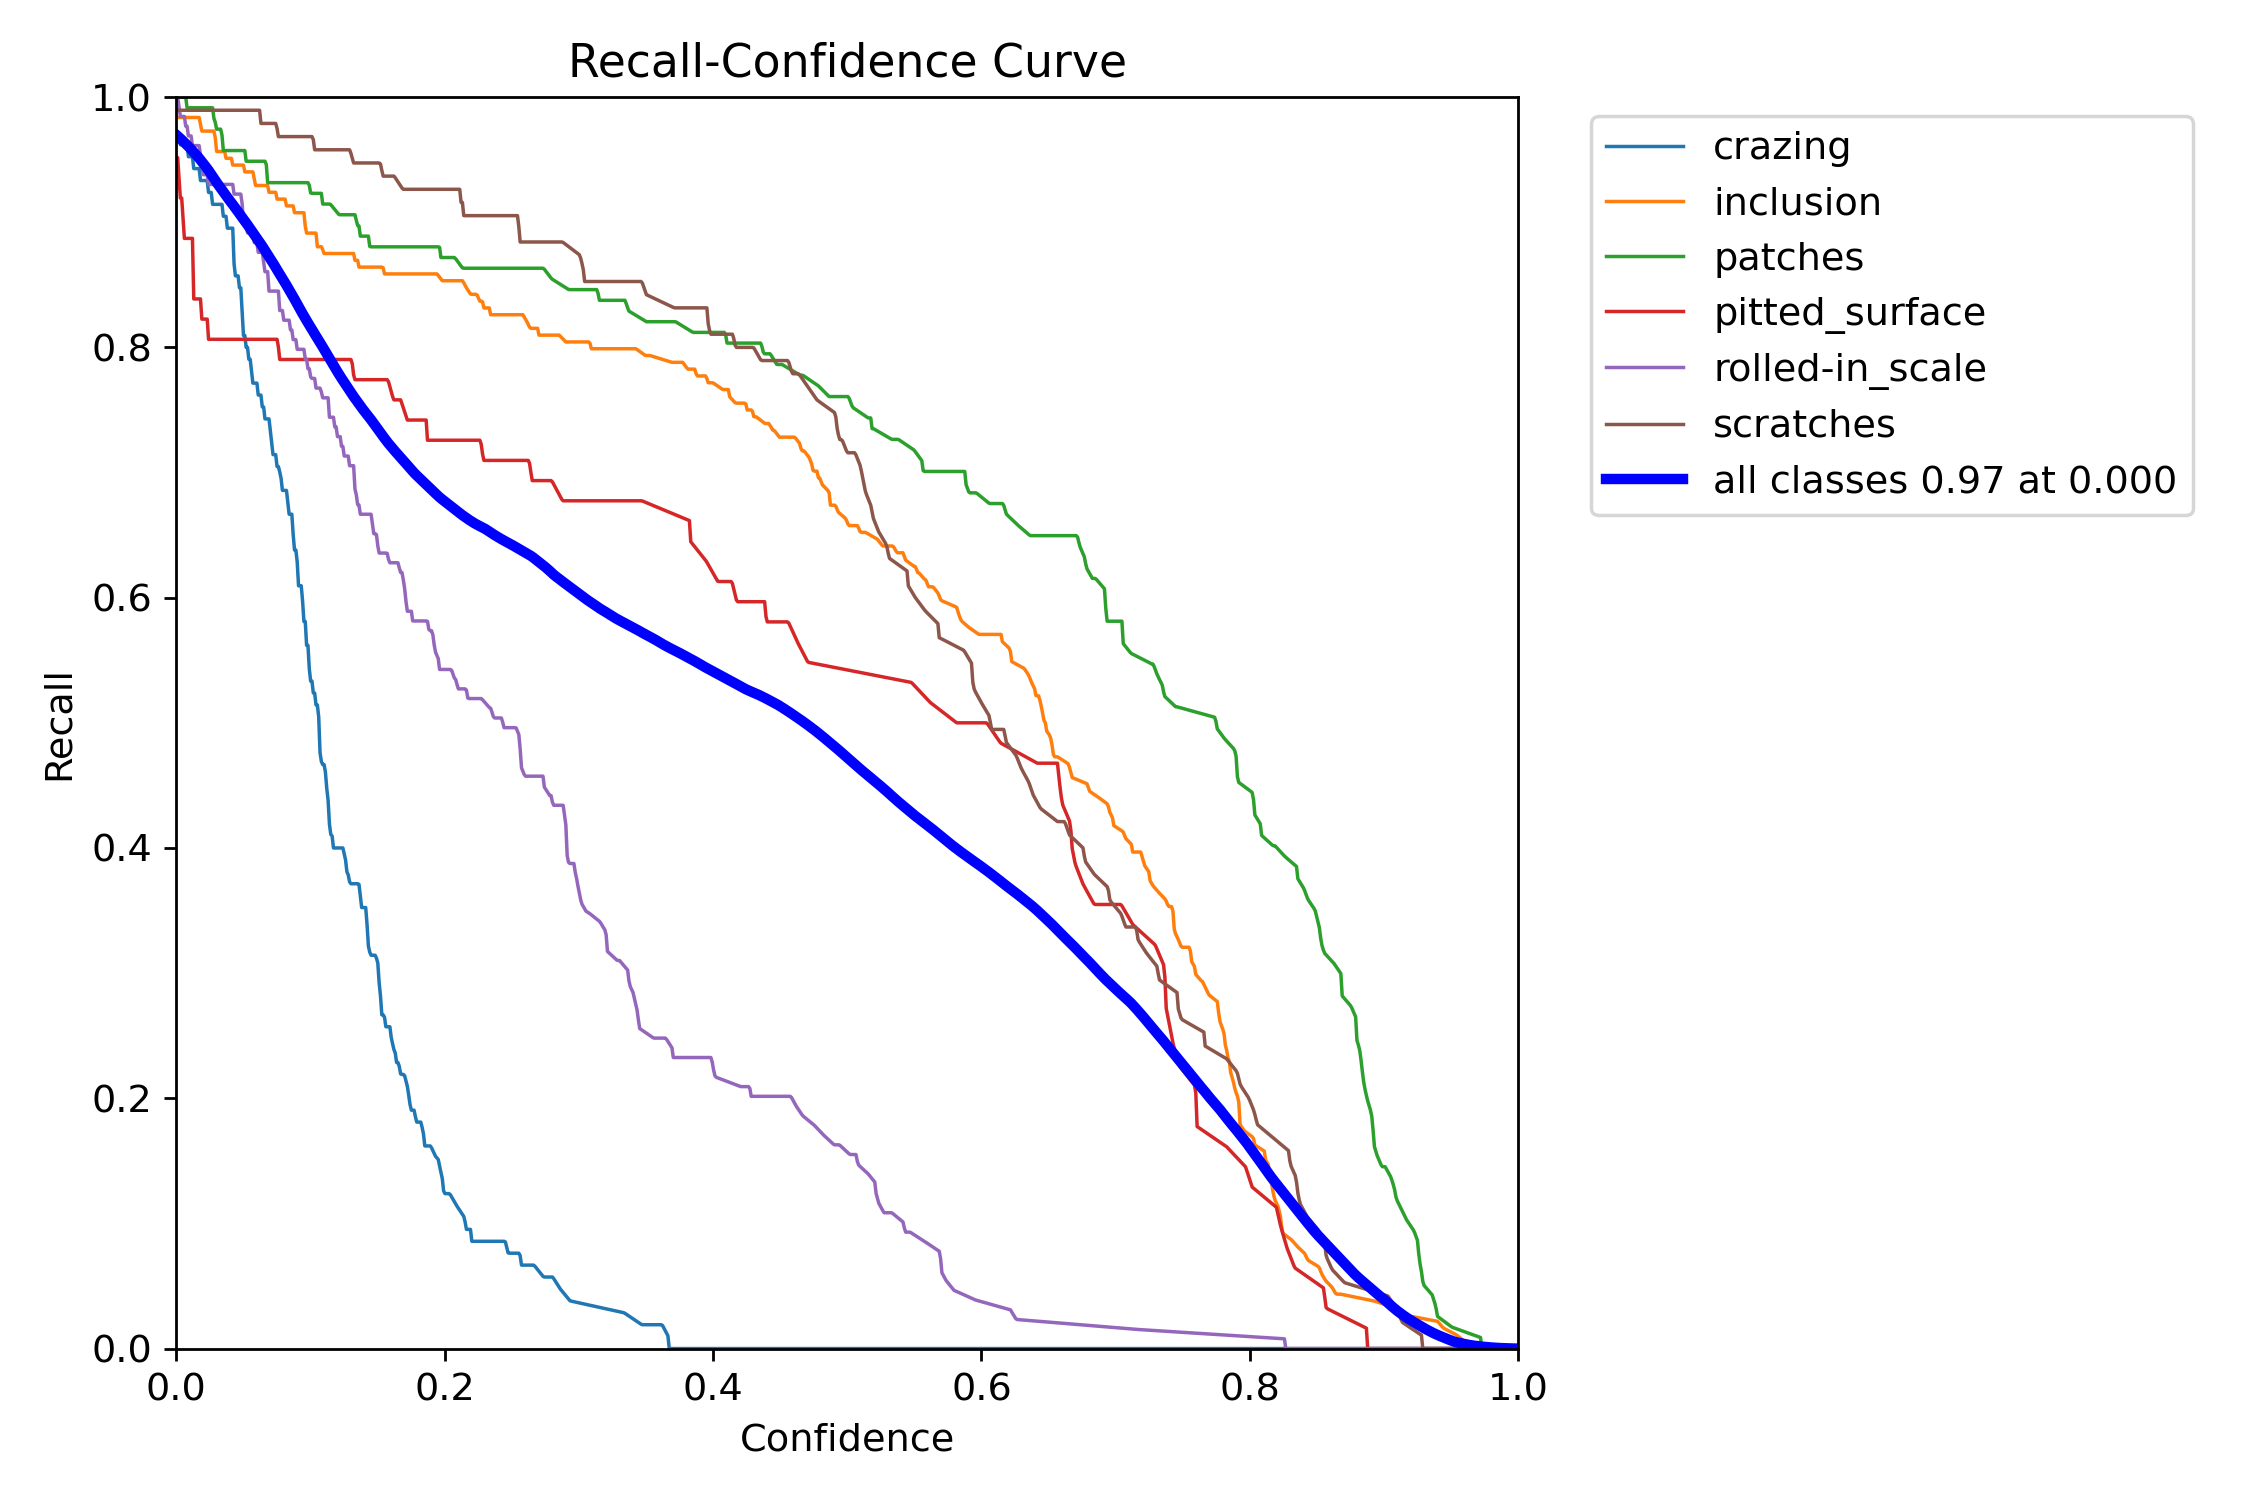 Recall-Confidence Curve
1.0
0.8
0.6
0.4
0.2
0.0
Recall
0.0 0.2 0.4 0.6 0.8 1.0
Confidence
crazing
inclusion
patches
pitted_surface
rolled-in_scale
scratches
all classes 0.97 at 0.000